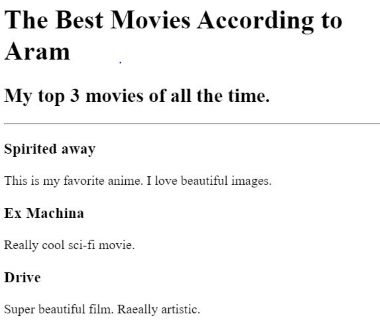 The Best Movies According to
Aram
My top 3 movies of all the time.
Spirited away
This is my favorite anime. I love beautiful images.
Ex Machina
Really cool sci-fi movie.
Drive
Super beautiful film. Raeally artistic.